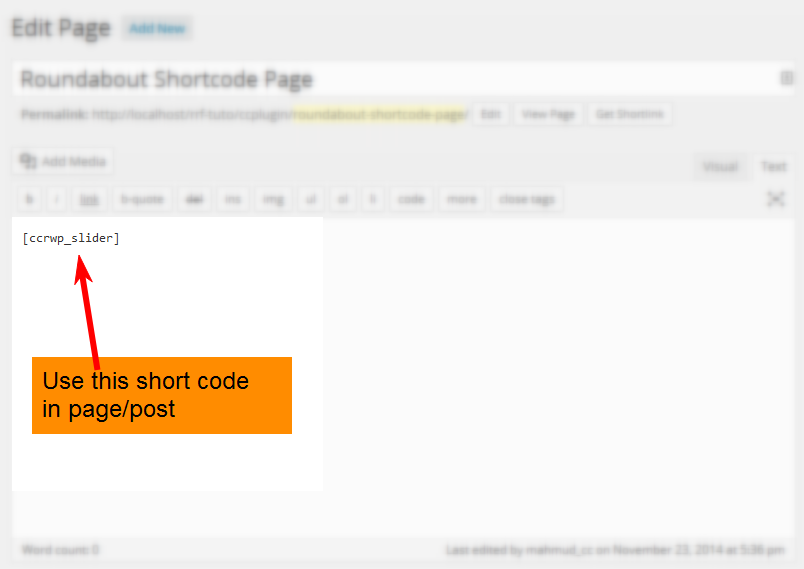 Edit Page Add New
Roundabout Shortcode Page
Permalink: http://localhost/rrf-tuto/ccplugin/roundabout-shortcode-page/ Edit View Page Get Shortlink
Add Media
Visual Text
b i link b-quote del ins img ul ol li code more close tags
[ccrwp_slider]
Use this short code
in page/post
Word count: 0
Last edited by mahmud_cc on November 23, 2014 at 5:36 pm